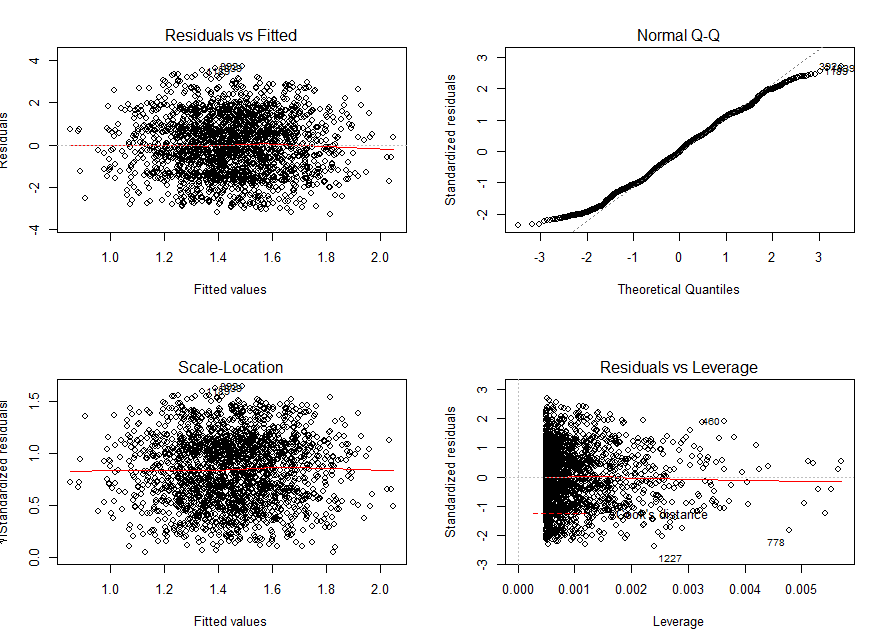 Residuals vs Fitted
Residuals
4
2
0
-2
-4
1.0 1.2 1.4 1.6 1.8 2.0
Fitted values
Normal Q-Q
Standardized residuals
3
2
1
0
-1
-2
-3 -2 -1 0 1 2 3
Theoretical Quantiles
Scale-Location
√|Standardized residuals|
1.5
1.0
0.5
0.0
1.0 1.2 1.4 1.6 1.8 2.0
Fitted values
Residuals vs Leverage
Standardized residuals
3
2
1
0
-1
-2
-3
460
Cook's distance
778
1227
0.000 0.001 0.002 0.003 0.004 0.005
Leverage